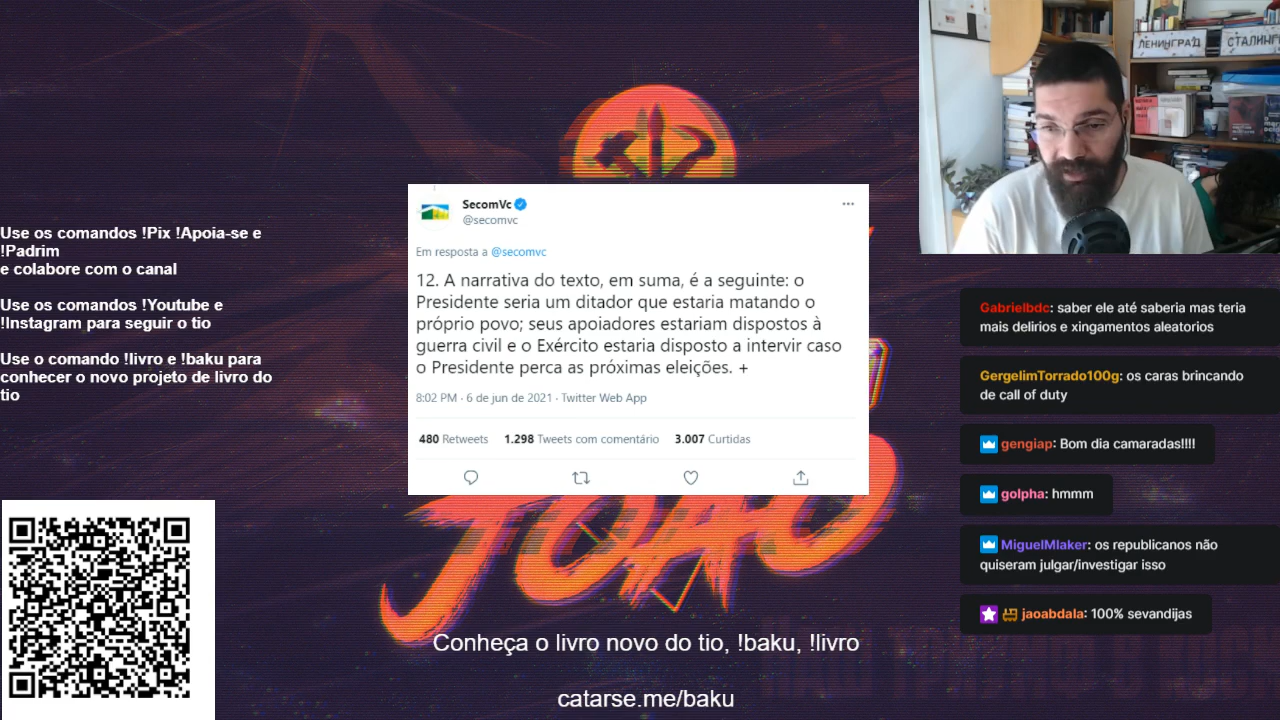 Use os comandos !Pix !Apoia-se e
!Padrim
e colabore com o canal
Use os comandos !Youtube e
!Instagram para seguir o tio
Use o comando !livro e !baku para
conhecer o novo projeto de livro do
tio
SecomVc
@secomvc
Em resposta a @secomvc
12. A narrativa do texto, em suma, é a seguinte: o
Presidente seria um ditador que estaria matando o
próprio povo; seus apoiadores estariam dispostos à
guerra civil e o Exército estaria disposto a intervir caso
o Presidente perca as próximas eleições. +
8:02 PM · 6 de jun de 2021 · Twitter Web App
480 Retweets 1.298 Tweets com comentário 3.007 Curtidas
JOÃO
Conheça o livro novo do tio, !baku, !livro
catarse.me/baku
ЛЕНИНГРАД
СТАЛИНГ
Gabrielbdc: saber ele até saberia mas teria
mais delirios e xingamentos aleatorios
GergelimTorrado100g: os caras brincando
de call of duty
gengiap: Bom dia camaradas!!!!
golpha: hmmm
MiguelMlaker: os republicanos não
quiseram julgar/investigar isso
jaoabdala: 100% sevandijas